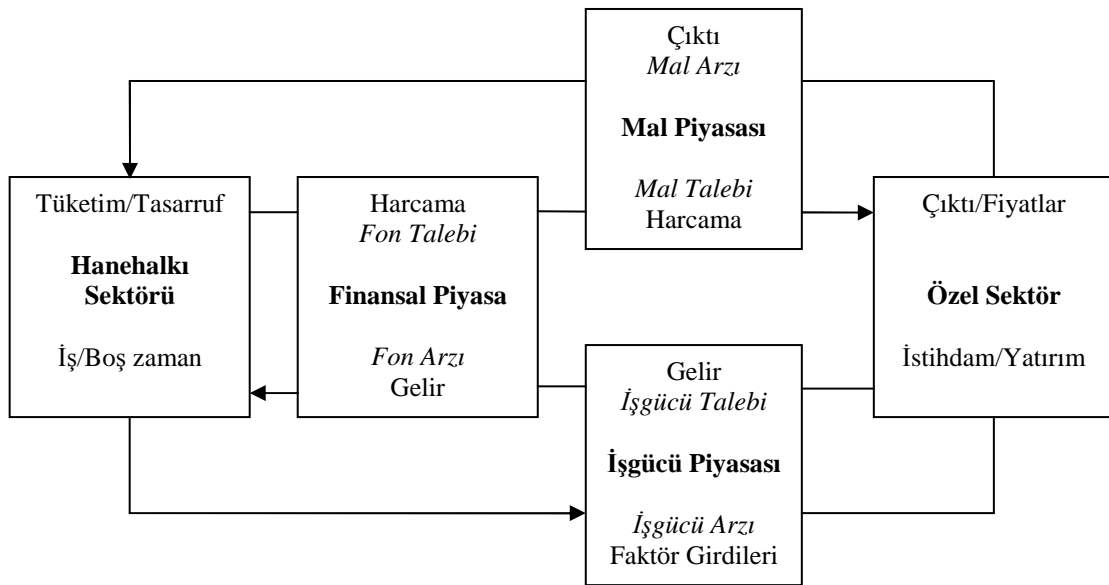 Çıktı
Mal Arzı
Mal Piyasası
Mal Talebi
Harcama
Tüketim/Tasarruf
Hanehalkı
Sektörü
İş/Boş zaman
Harcama
Fon Talebi
Finansal Piyasa
Fon Arzı
Gelir
Çıktı/Fiyatlar
Özel Sektör
İstihdam/Yatırım
Gelir
İşgücü Talebi
İşgücü Piyasası
İşgücü Arzı
Faktör Girdileri